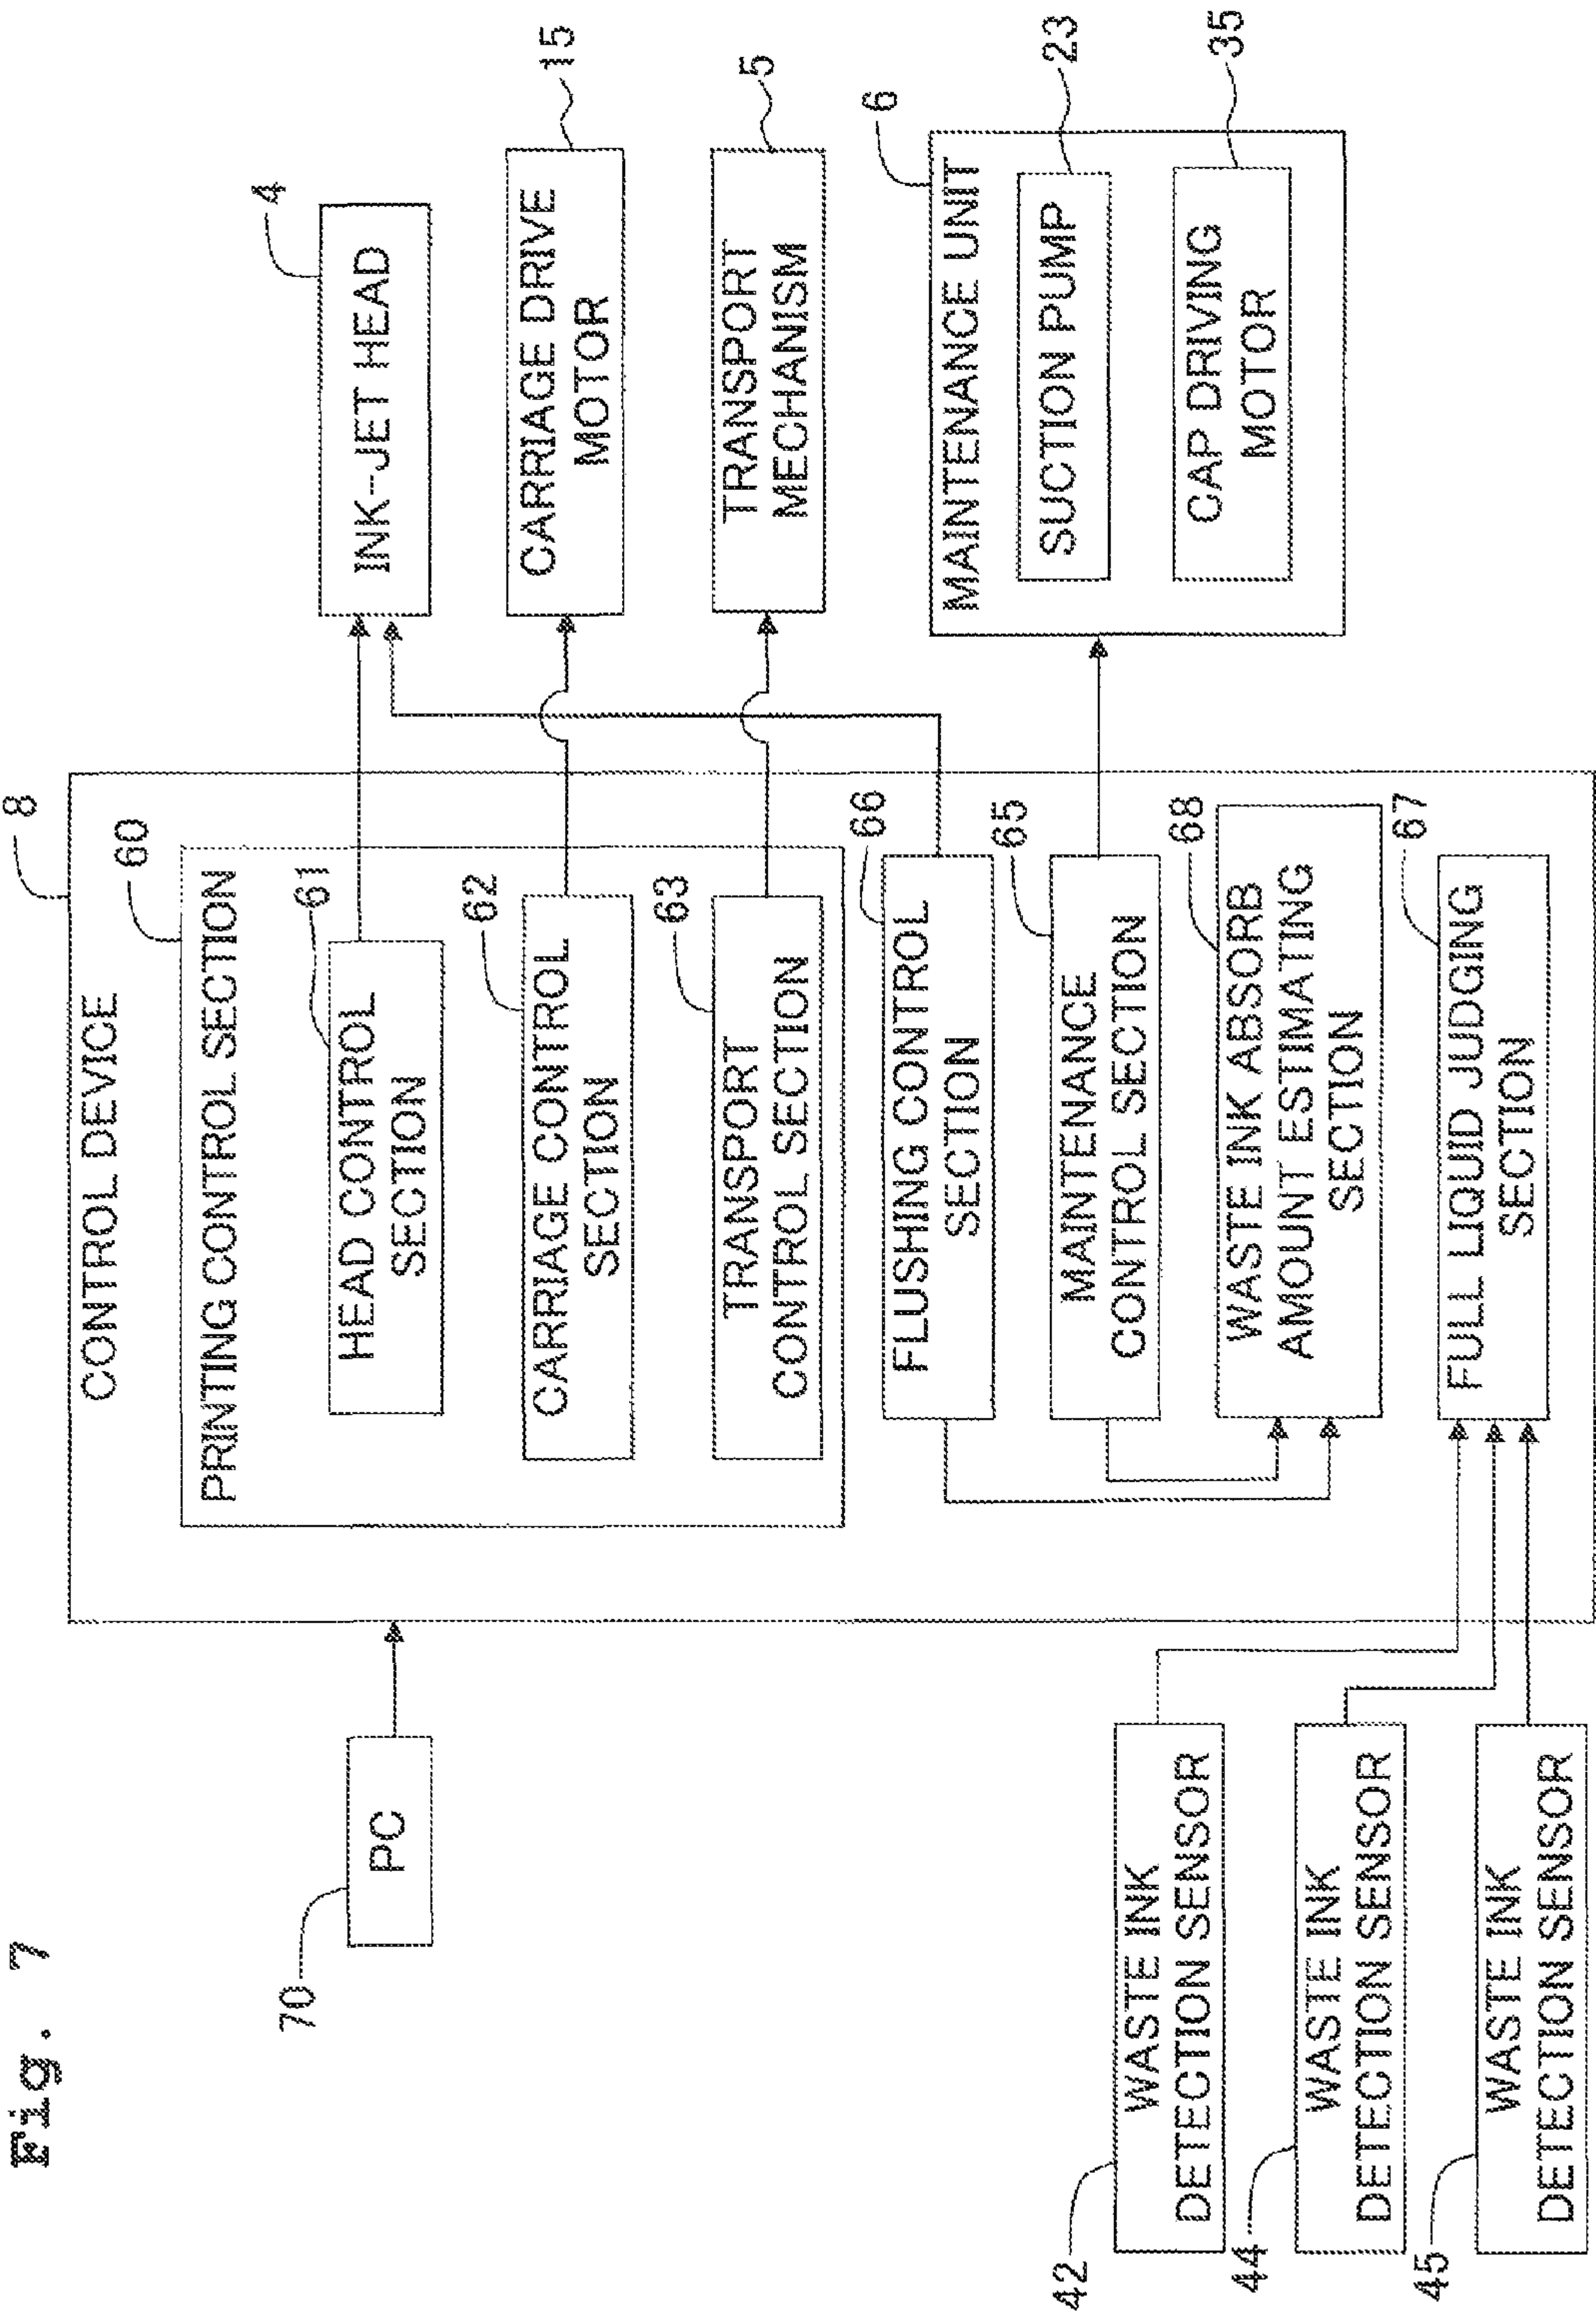 Fig. 7
8
CONTROL DEVICE
60
PRINTING CONTROL SECTION
61
HEAD CONTROL
SECTION
62
CARRIAGE CONTROL
SECTION
63
TRANSPORT
CONTROL SECTION
66
FLUSHING CONTROL
SECTION
65
MAINTENANCE
CONTROL SECTION
68
WASTE INK ABSORB
AMOUNT ESTIMATING
SECTION
67
FULL LIQUID JUDGING
SECTION
70
PC
42
WASTE INK
DETECTION SENSOR
44
WASTE INK
DETECTION SENSOR
45
WASTE INK
DETECTION SENSOR
4
INK-JET HEAD
15
CARRIAGE DRIVE
MOTOR
5
TRANSPORT
MECHANISM
6
MAINTENANCE UNIT
23
SUCTION PUMP
35
CAP DRIVING
MOTOR